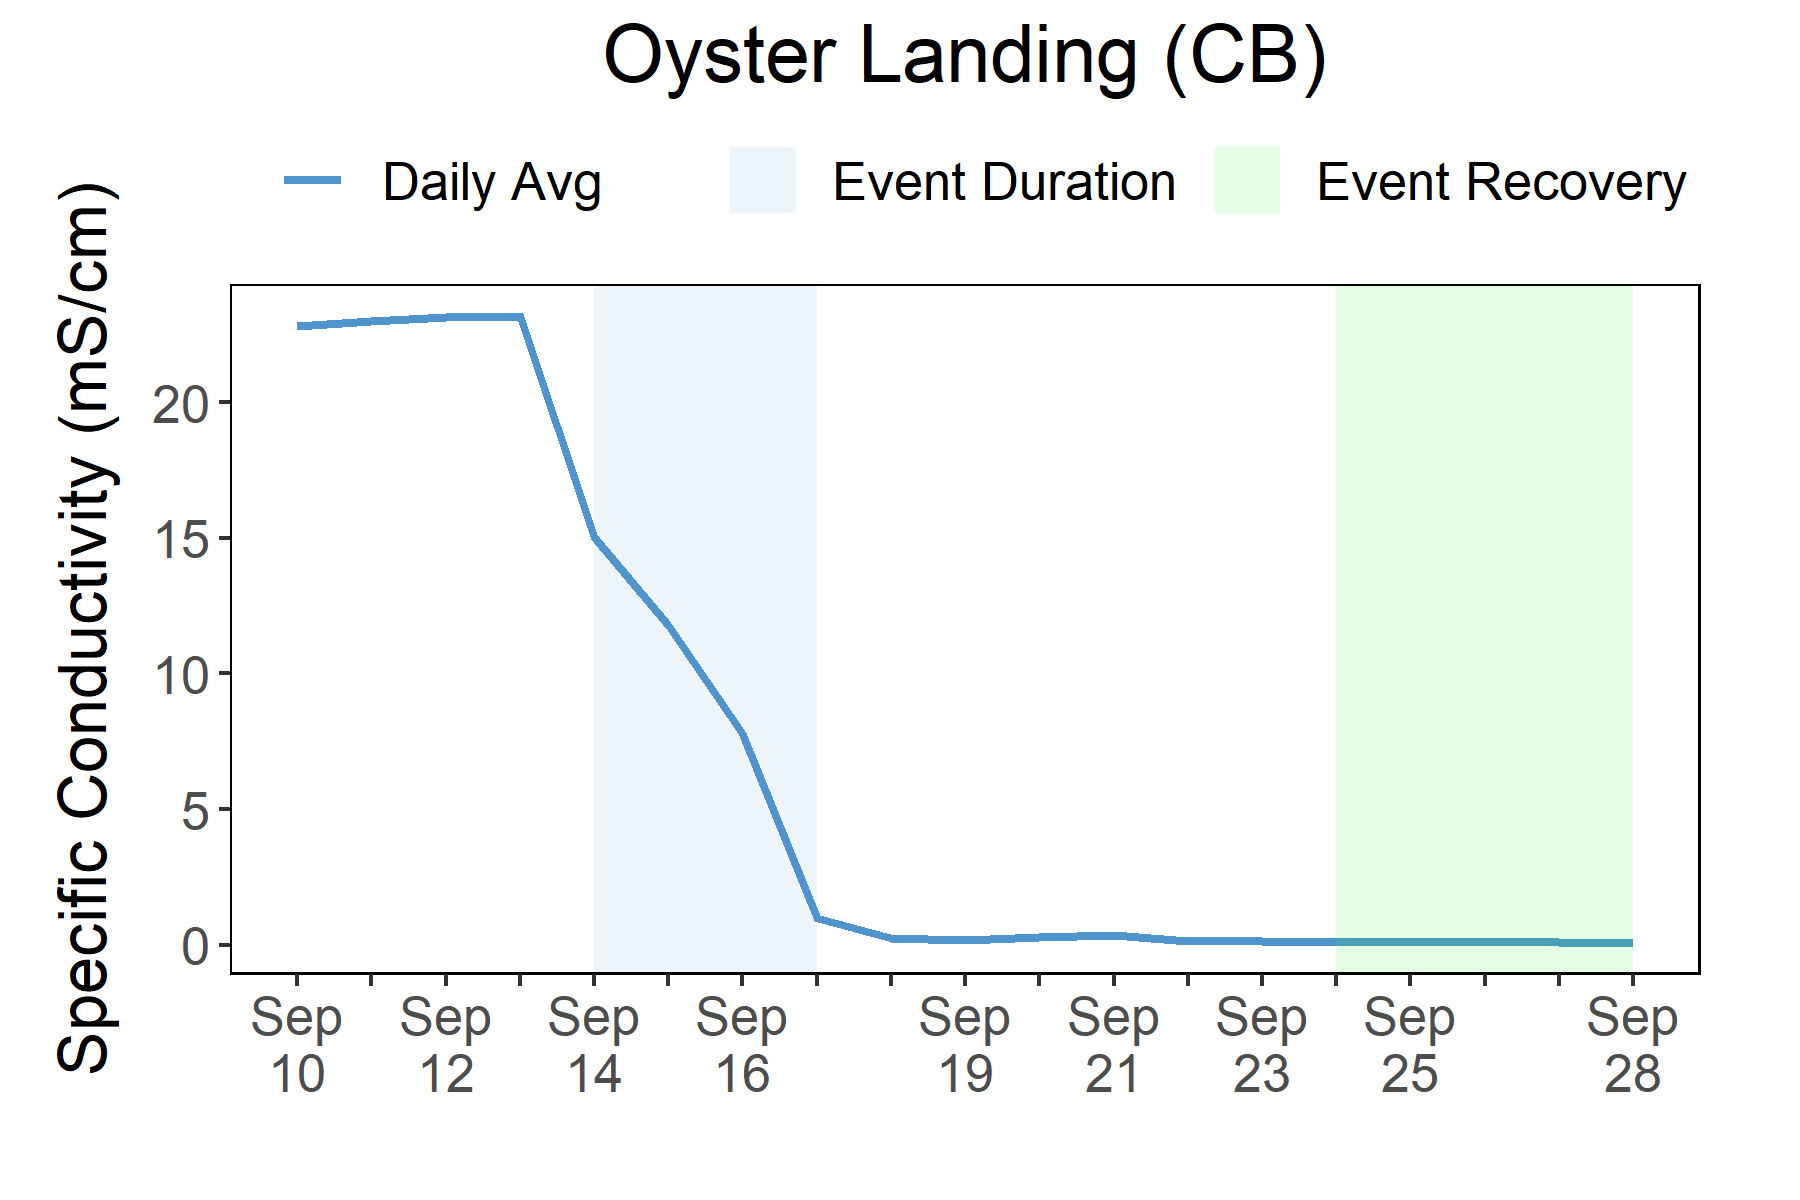 Oyster Landing (CB)
Daily Avg
Event Duration
Event Recovery
Specific Conductivity (mS/cm)
20
15
10
5
0
Sep
10
Sep
12
Sep
14
Sep
16
Sep
19
Sep
21
Sep
23
Sep
25
Sep
28